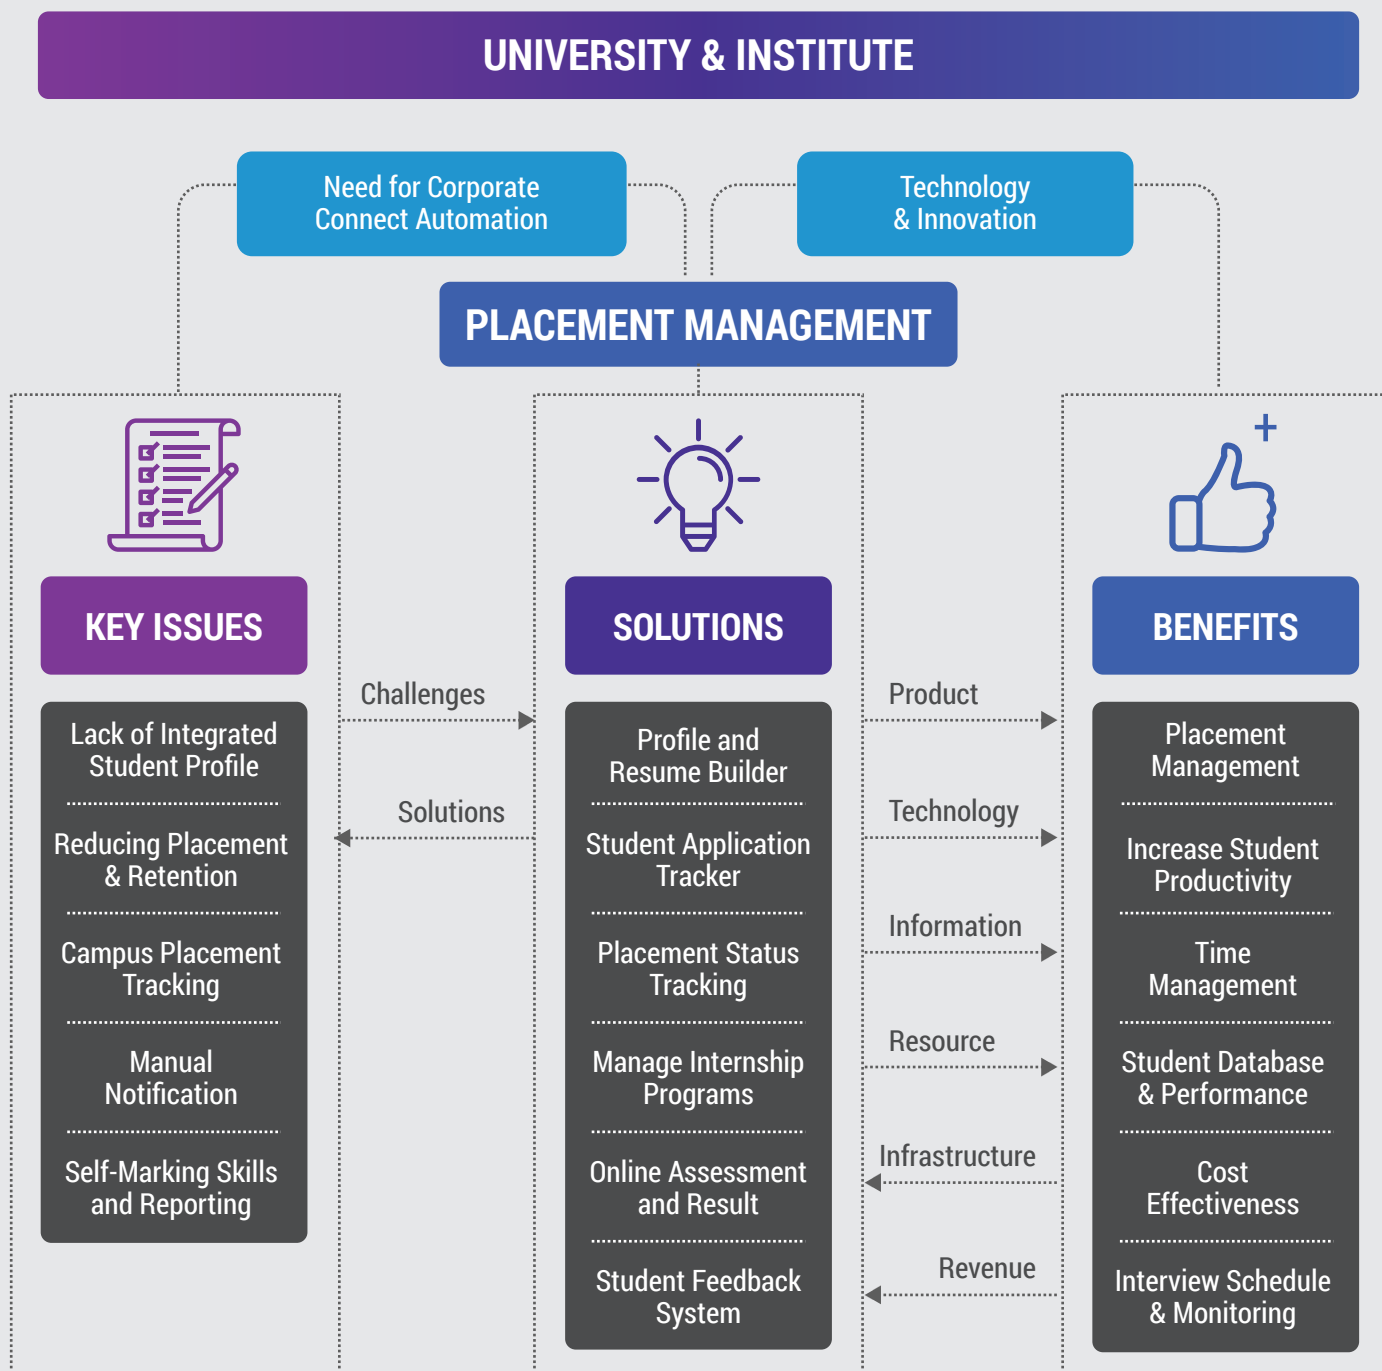 UNIVERSITY & INSTITUTE
Need for Corporate
Connect Automation
Technology
& Innovation
PLACEMENT MANAGEMENT
KEY ISSUES
Lack of Integrated
Student Profile
Reducing Placement
& Retention
Campus Placement
Tracking
Manual
Notification
Self-Marking Skills
and Reporting
Challenges
Solutions
SOLUTIONS
Profile and
Resume Builder
Student Application
Tracker
Placement Status
Tracking
Manage Internship
Programs
Online Assessment
and Result
Student Feedback
System
Product
Technology
Information
Resource
Infrastructure
Revenue
BENEFITS
Placement
Management
Increase Student
Productivity
Time
Management
Student Database
& Performance
Cost
Effectiveness
Interview Schedule
& Monitoring